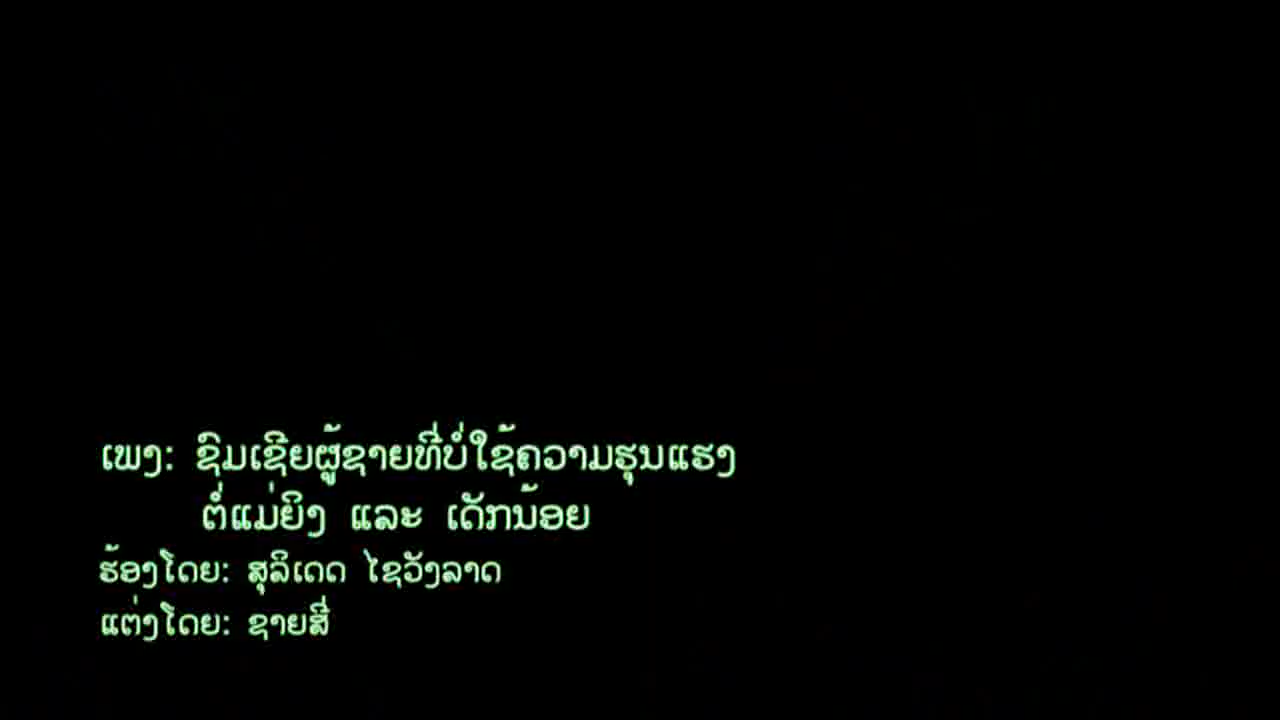 ເພງ: ຊົມເຊີຍຜູ້ຊາຍທີ່ບໍ່ໃຊ້ຄວາມຮຸນແຮງ
ຕໍ່ແມ່ຍິງ ແລະ ເດັກນ້ອຍ
ຮ້ອງໂດຍ: ສຸລິເດດ ໄຊວັງລາດ
ແຕ່ງໂດຍ: ຊາຍສີ່